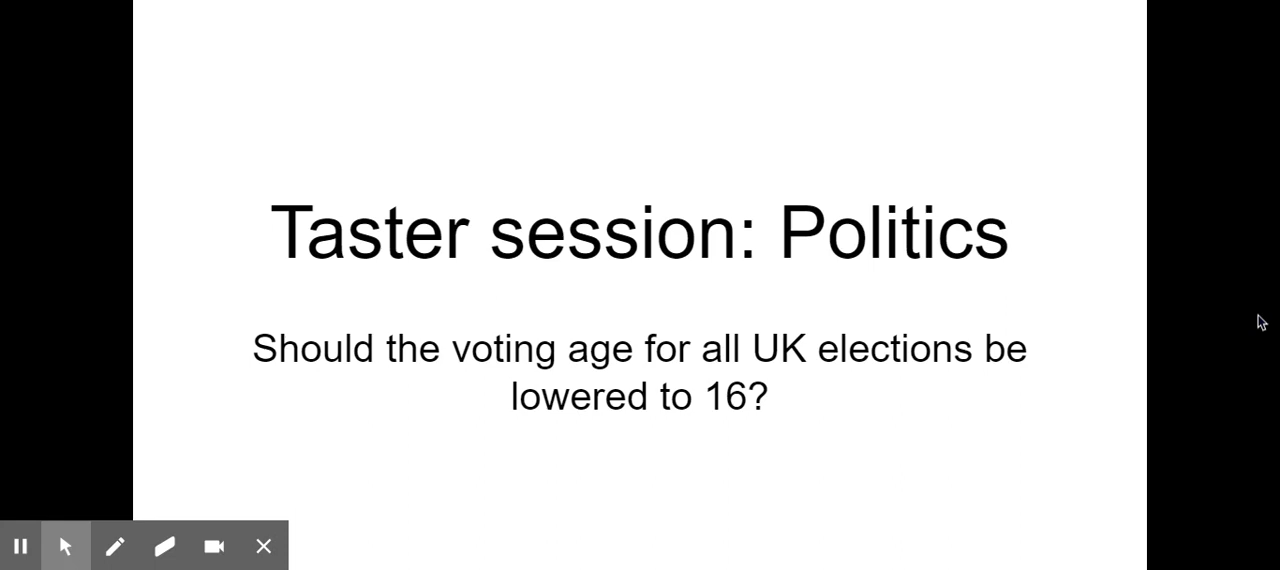 Taster session: Politics
Should the voting age for all UK elections be
lowered to 16?